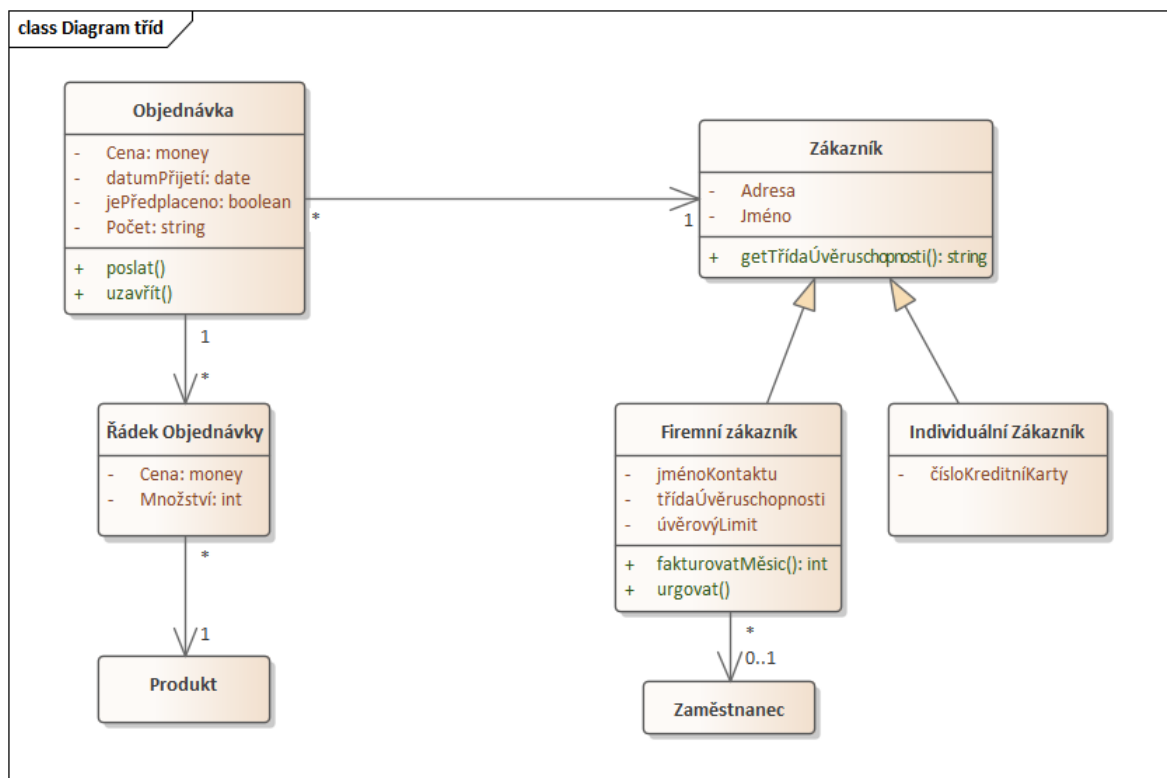 class Diagram tříd
Objednávka
- Cena: money
- datumPřijetí: date
- jePředplaceno: boolean
- Počet: string
+ poslat()
+ uzavřít()
*
1
Zákazník
- Adresa
- Jméno
+ getTřídaÚvěruschopnosti(): string
1
*
Řádek Objednávky
- Cena: money
- Množství: int
*
1
Produkt
Firemní zákazník
- jménoKontaktu
- třídaÚvěruschopnosti
- úvěrovýLimit
+ fakturovatMěsic(): int
+ urgovat()
*
0..1
Zaměstnanec
Individuální Zákazník
- čísloKreditníKarty